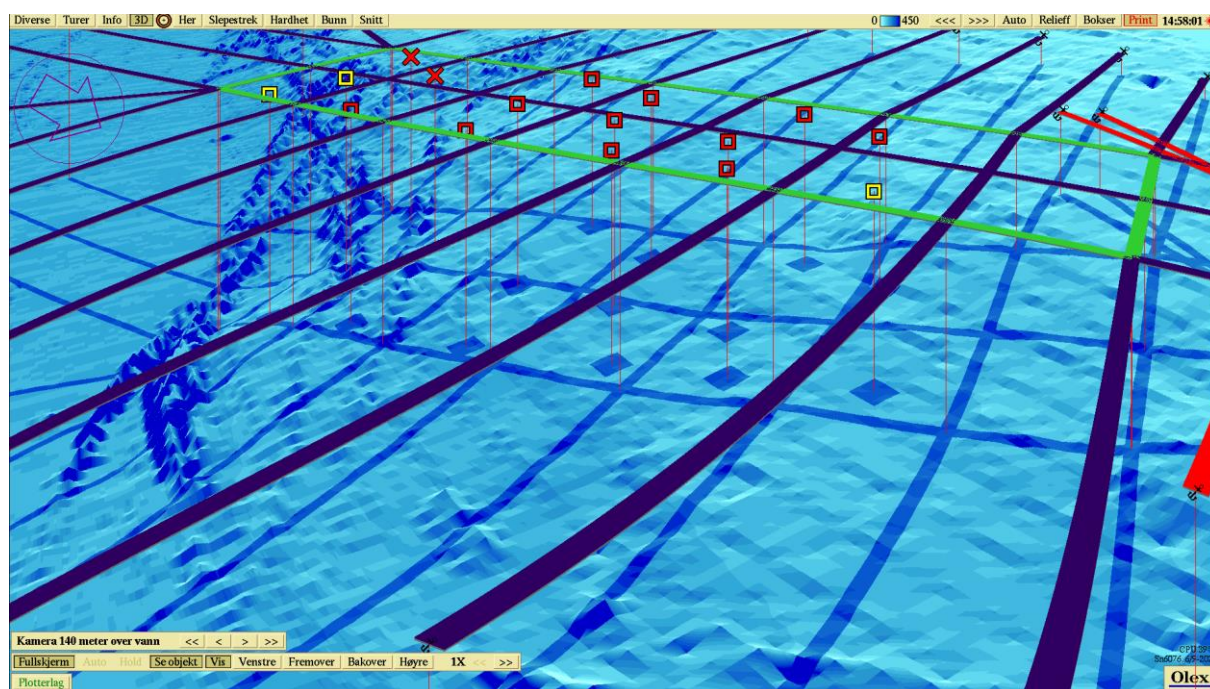 Diverse Turer Info 3D Her Slepestrek Hardhet Bunn Snitt 0 450 <<< >>> Auto Relieff Bokser Print 14:58:01
Kamera 140 meter over vann << < > >>
Fullskjerm Auto Hold Se objekt Vis Venstre Fremover Bakover Høyre 1X << >>
Plotterlag
Olex